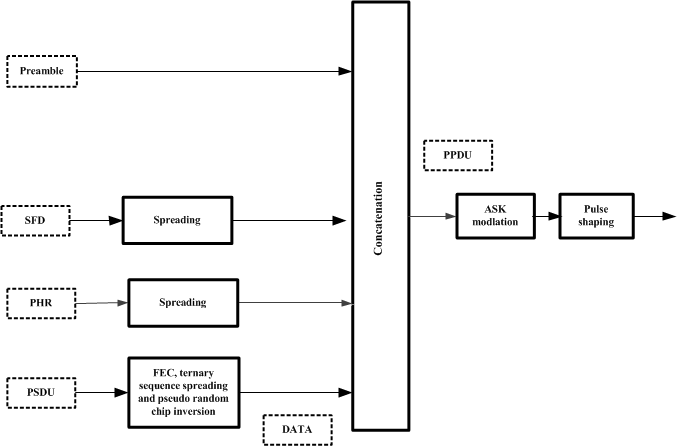 Preamble
PPDU
SFD
Spreading
Concatenation
ASK
modlation
Pulse
shaping
PHR
Spreading
PSDU
FEC, ternary
sequence spreading
and pseudo random
chip inversion
DATA